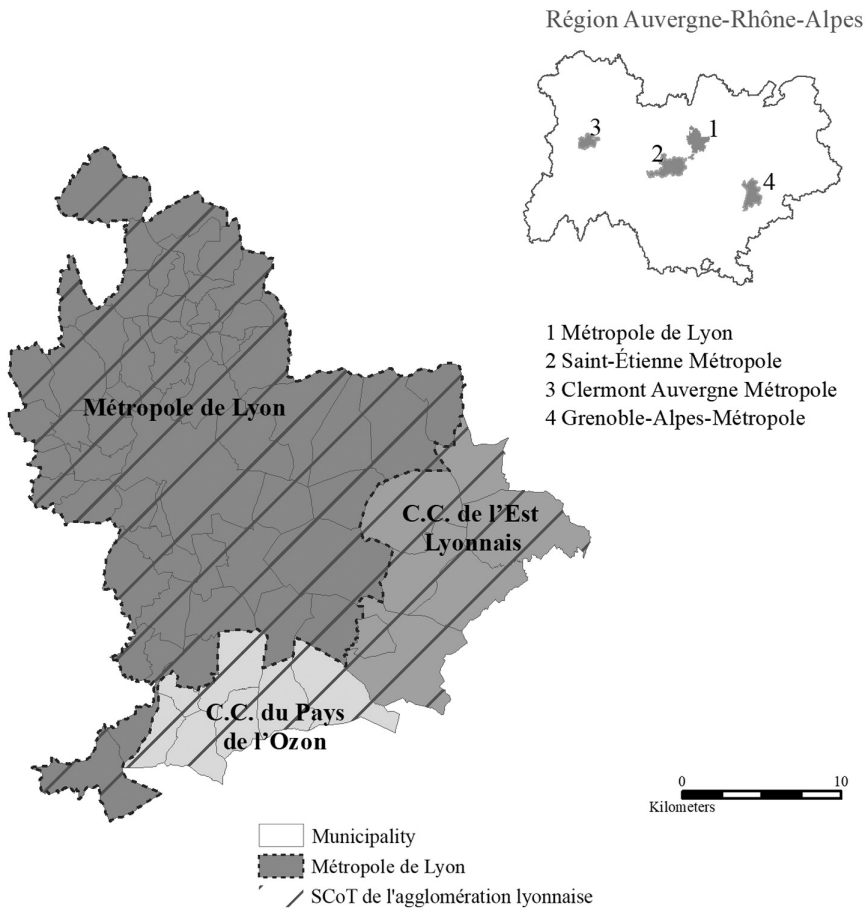 Région Auvergne-Rhône-Alpes
3
1
2
4
1 Métropole de Lyon
2 Saint-Étienne Métropole
3 Clermont Auvergne Métropole
4 Grenoble-Alpes-Métropole
Métropole de Lyon
C.C. de l'Est
Lyonnais
C.C. du Pays
de l'Ozon
0 10
Kilometers
Municipality
Métropole de Lyon
SCoT de l'agglomération lyonnaise